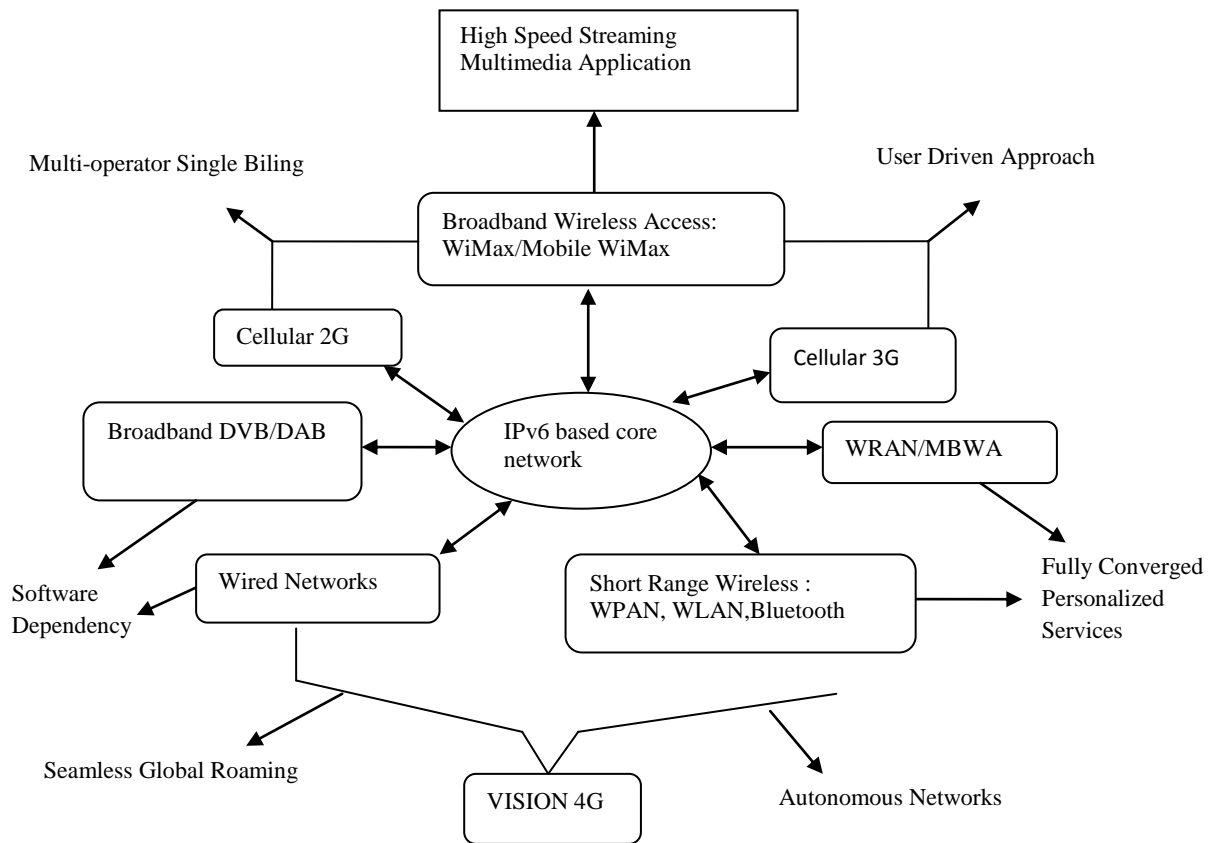 High Speed Streaming
Multimedia Application
Multi-operator Single Biling
User Driven Approach
Broadband Wireless Access:
WiMax/Mobile WiMax
Cellular 2G
Cellular 3G
Broadband DVB/DAB
IPv6 based core
network
WRAN/MBWA
Wired Networks
Short Range Wireless :
WPAN, WLAN,Bluetooth
Software
Dependency
Fully Converged
Personalized
Services
Seamless Global Roaming
VISION 4G
Autonomous Networks